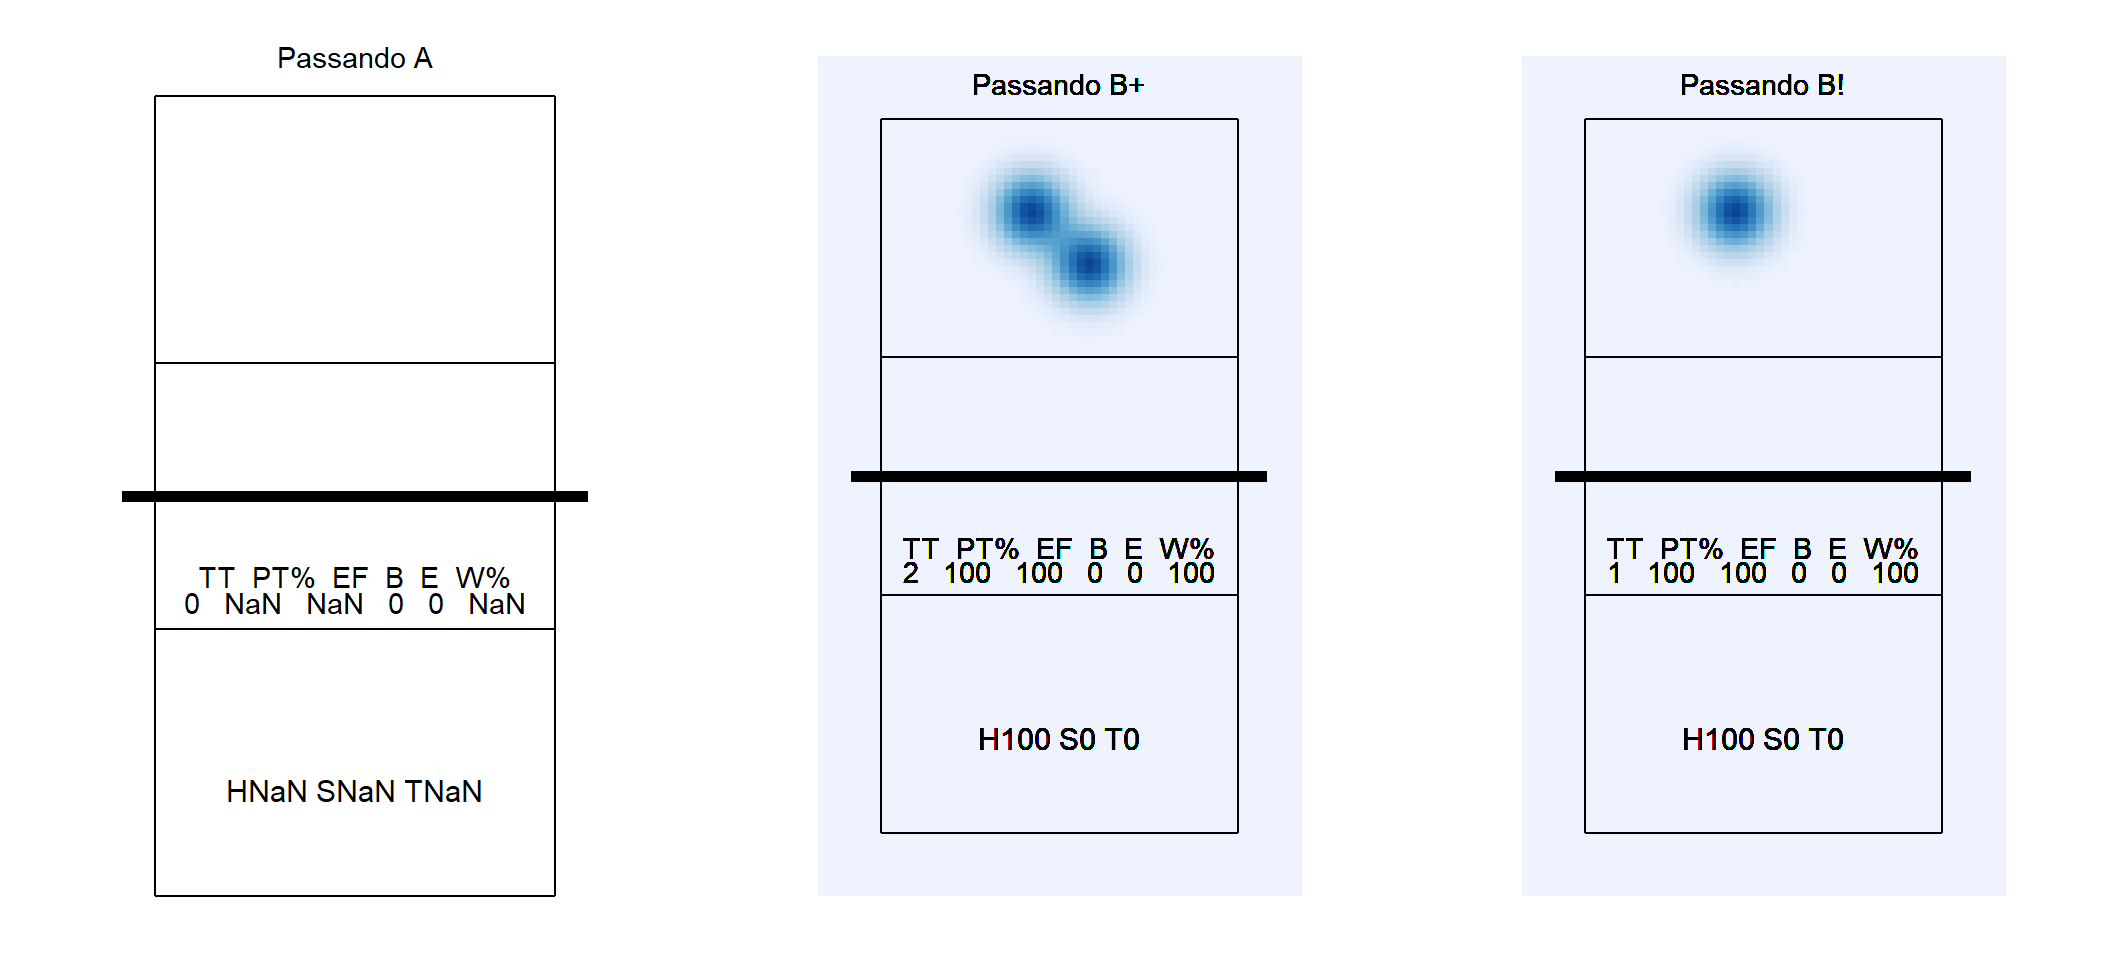 Passando A
TT PT% EF B E W%
0 NaN NaN 0 0 NaN
HNaN SNaN TNaN
Passando B+
TT PT% EF B E W%
2 100 100 0 0 100
H100 S0 T0
Passando B!
TT PT% EF B E W%
1 100 100 0 0 100
H100 S0 T0